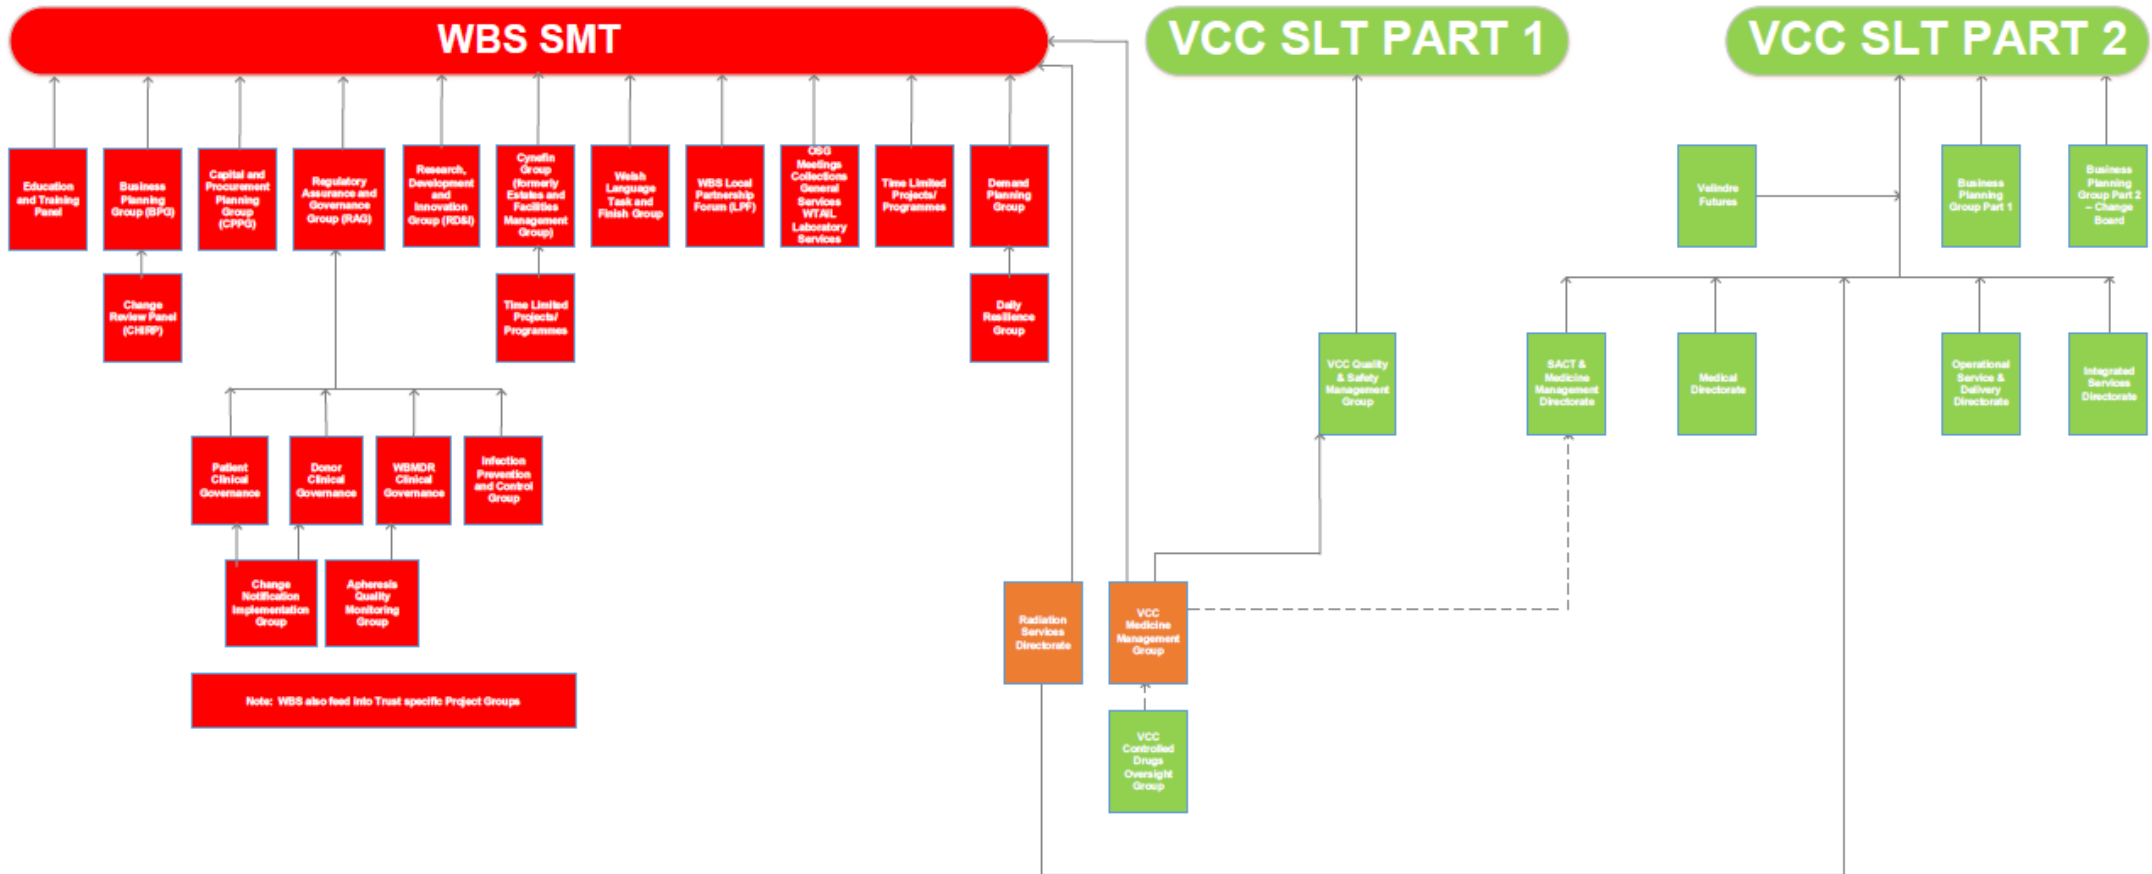 WBS SMT
VCC SLT PART 1
VCC SLT PART 2
Education
and Training
Panel
Business
Planning
Group (BPG)
Capital and
Procurement
Planning
Group
(CPPG)
Regulatory
Assurance and
Governance
Group (RAG)
Research,
Development
and
Innovation
Group (RD&I)
Cynefin
Group
(formerly
Estates and
Facilities
Management
Group)
Welsh
Language
Task and
Finish Group
WBS Local
Partnership
Forum (LPF)
OSG
Meetings
Collections
General
Services
WTAIL
Laboratory
Services
Time Limited
Projects/
Programmes
Demand
Planning
Group
Velindre
Futures
Business
Planning
Group Part 1
Business
Planning
Group Part 2
– Change
Board
Change
Review Panel
(CHIRP)
Time Limited
Projects/
Programmes
Daily
Resilience
Group
VCC Quality
& Safety
Management
Group
SACT &
Medicine
Management
Directorate
Medical
Directorate
Operational
Service &
Delivery
Directorate
Integrated
Services
Directorate
Patient
Clinical
Governance
Donor
Clinical
Governance
WBMDR
Clinical
Governance
Infection
Prevention
and Control
Group
Change
Notification
Implementation
Group
Apheresis
Quality
Monitoring
Group
Radiation
Services
Directorate
VCC
Medicine
Management
Group
Note: WBS also feed into Trust specific Project Groups
VCC
Controlled
Drugs
Oversight
Group